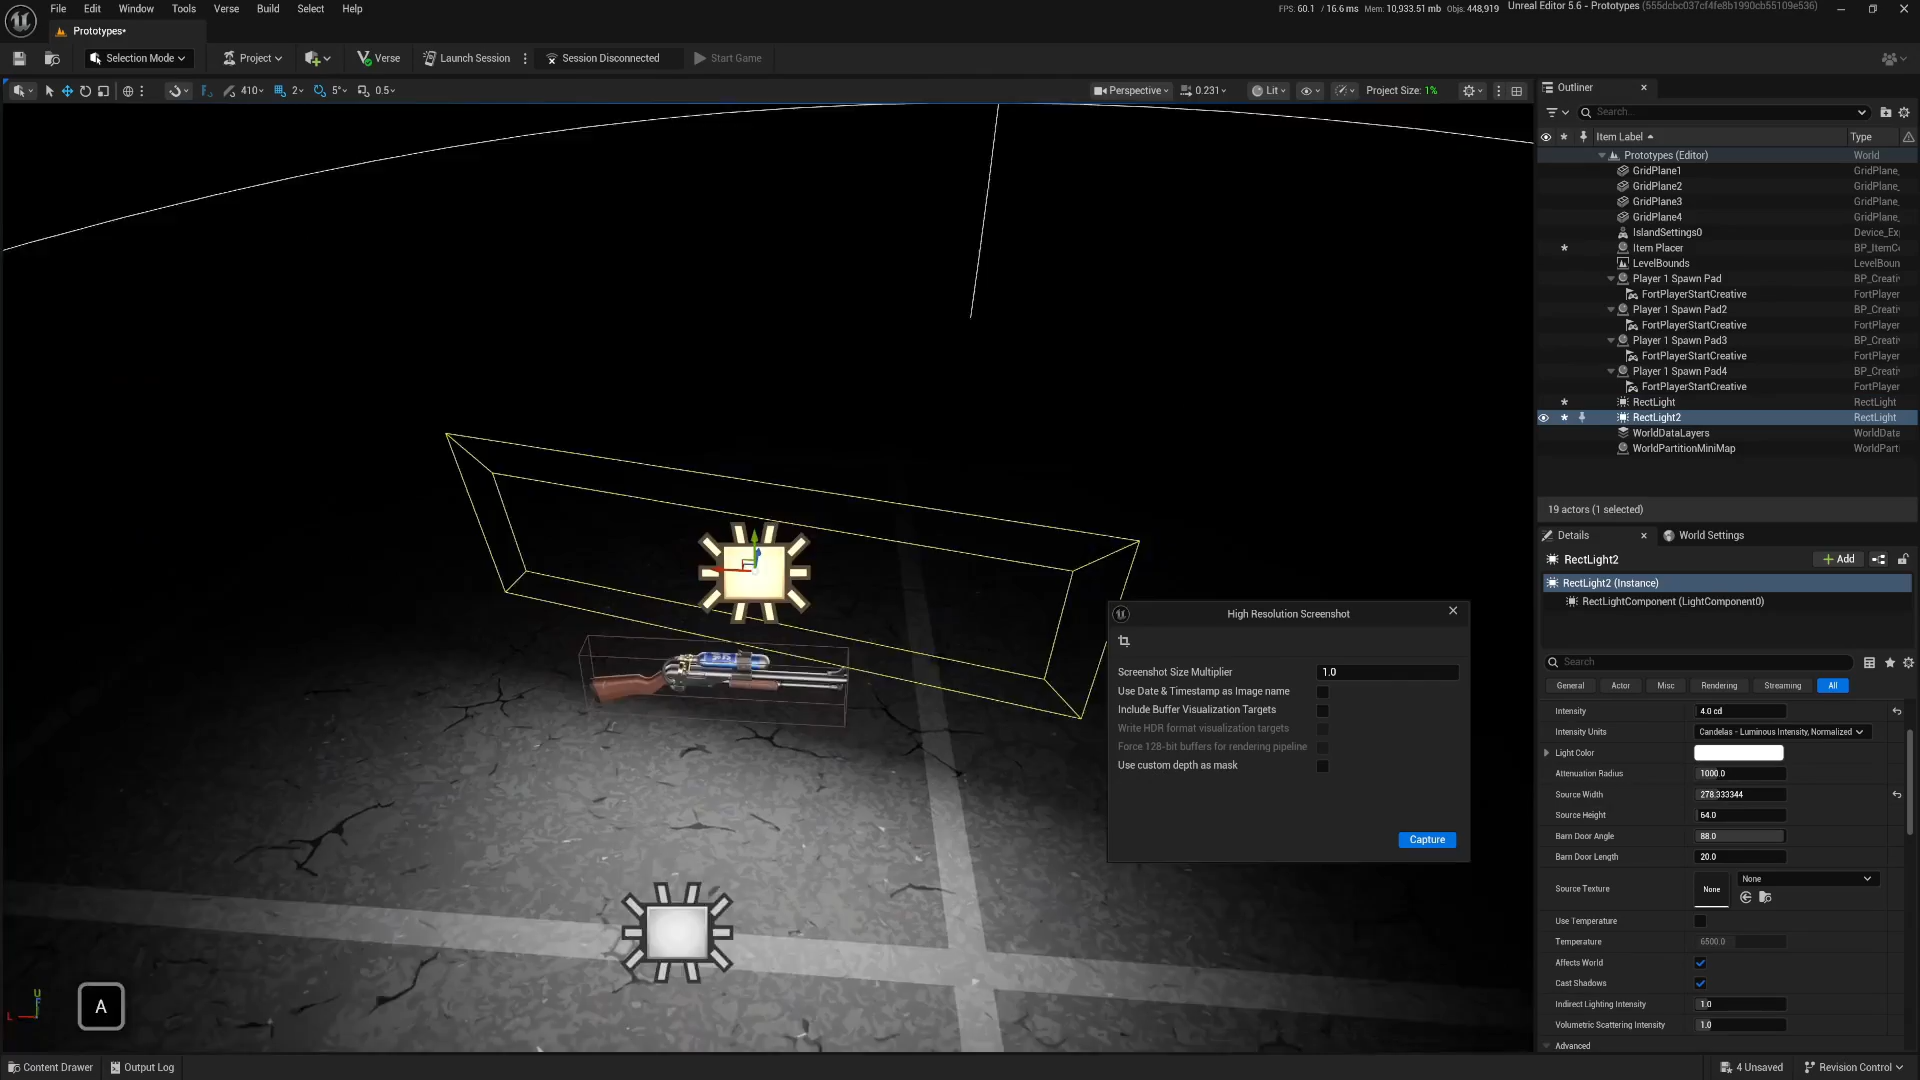 File Edit Window Tools Verse Build Select Help
FPS: 60.1 / 16.6 ms Mem: 10,933.51 mb Objs: 448,919 Unreal Editor 5.6 - Prototypes (555dcbc037cf4fe8b1990cb55109e536)
Prototypes*
Selection Mode Project Verse Launch Session Session Disconnected Start Game
410 2 5° 0.5 Perspective 0.231 Lit Project Size: 1%
Outliner
Search...
Item Label Type
Prototypes (Editor) World
GridPlane1 GridPlane_
GridPlane2 GridPlane_
GridPlane3 GridPlane_
GridPlane4 GridPlane_
IslandSettings0 Device_Ex
Item Placer BP_ItemC
LevelBounds LevelBoun
Player 1 Spawn Pad BP_Creati
FortPlayerStartCreative FortPlayer
Player 1 Spawn Pad2 BP_Creati
FortPlayerStartCreative FortPlayer
Player 1 Spawn Pad3 BP_Creati
FortPlayerStartCreative FortPlayer
Player 1 Spawn Pad4 BP_Creati
FortPlayerStartCreative FortPlayer
RectLight RectLight
RectLight2 RectLight
WorldDataLayers WorldData
WorldPartitionMiniMap WorldParti
19 actors (1 selected)
Details World Settings
RectLight2 Add
RectLight2 (Instance)
RectLightComponent (LightComponent0)
Search
General Actor Misc Rendering Streaming All
Intensity 4.0 cd
Intensity Units Candelas - Luminous Intensity, Normalized
Light Color
Attenuation Radius 1000.0
Source Width 278.333344
Source Height 64.0
Barn Door Angle 88.0
Barn Door Length 20.0
Source Texture None None
Use Temperature
Temperature 6500.0
Affects World
Cast Shadows
Indirect Lighting Intensity 1.0
Volumetric Scattering Intensity 1.0
Advanced
High Resolution Screenshot
Screenshot Size Multiplier 1.0
Use Date & Timestamp as Image name
Include Buffer Visualization Targets
Write HDR format visualization targets
Force 128-bit buffers for rendering pipeline
Use custom depth as mask
Capture
A
Content Drawer Output Log 4 Unsaved Revision Control